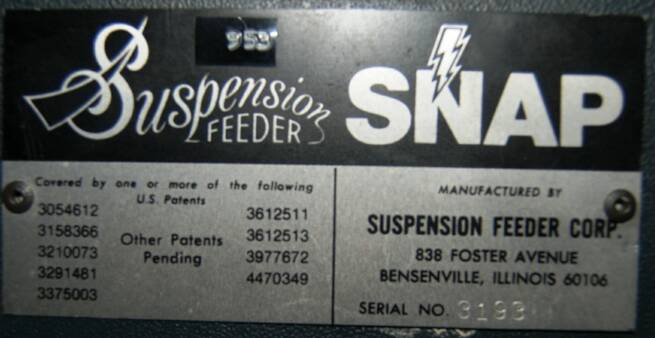 953
Suspension
FEEDER
SNAP
Covered by one or more of the following
U.S. Patents
3054612
3158366
3210073
3291481
3375003
Other Patents
Pending
3612511
3612513
3977672
4470349
MANUFACTURED BY
SUSPENSION FEEDER CORP.
838 FOSTER AVENUE
BENSENVILLE, ILLINOIS 60106
SERIAL NO.